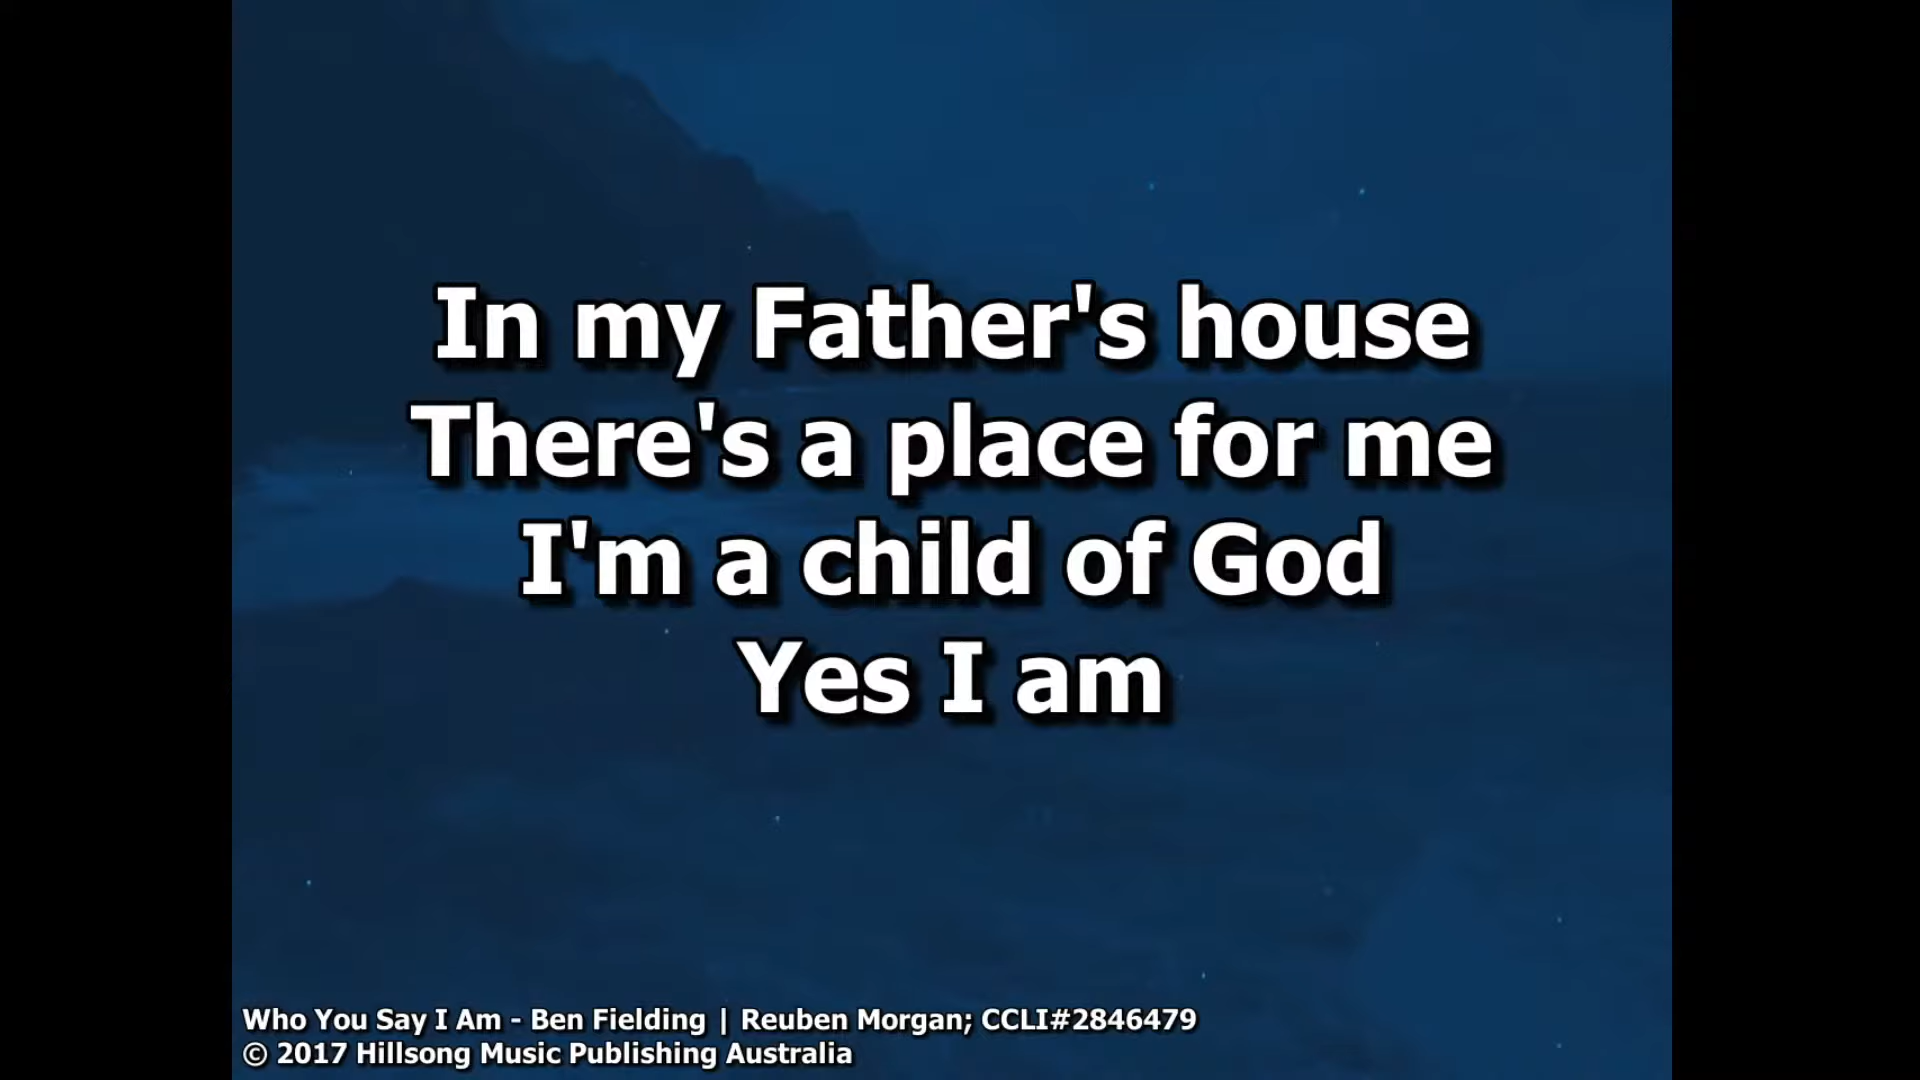 In my Father's house
There's a place for me
I'm a child of God
Yes I am
Who You Say I Am - Ben Fielding | Reuben Morgan; CCLI#2846479
© 2017 Hillsong Music Publishing Australia